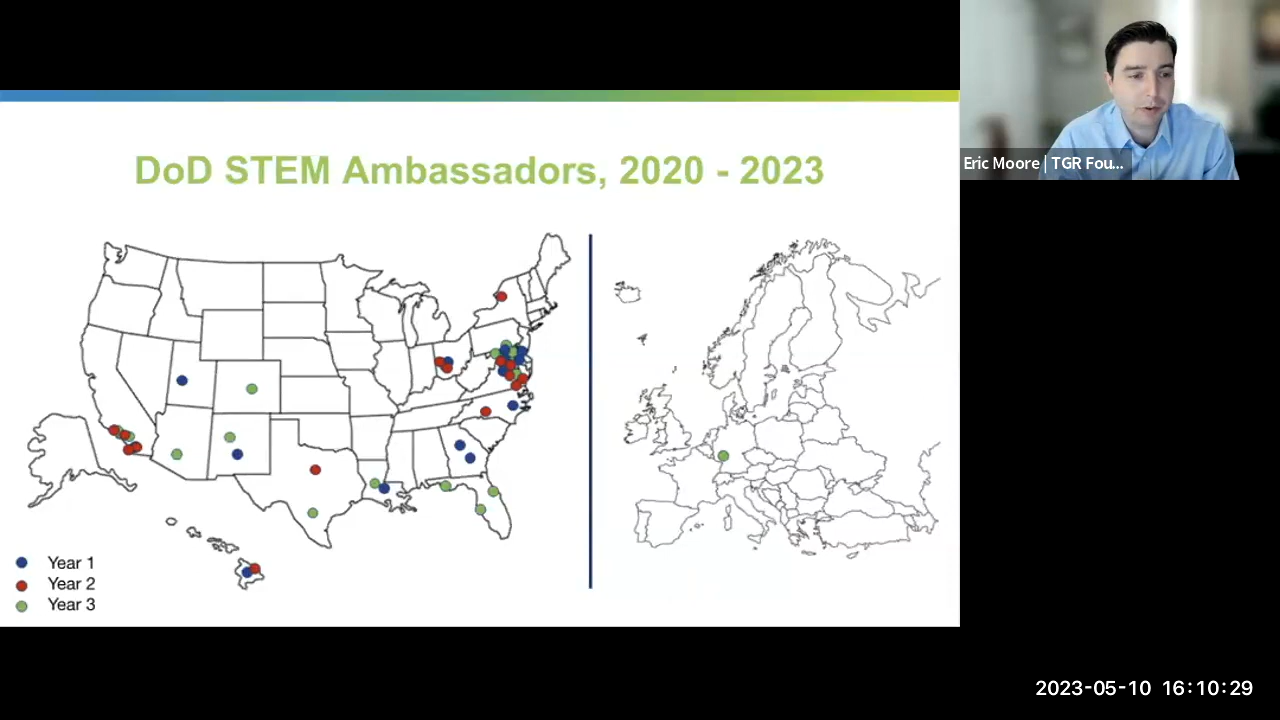 Eric Moore | TGR Fou...
DoD STEM Ambassadors, 2020 - 2023
Year 1
Year 2
Year 3
2023-05-10 16:10:29